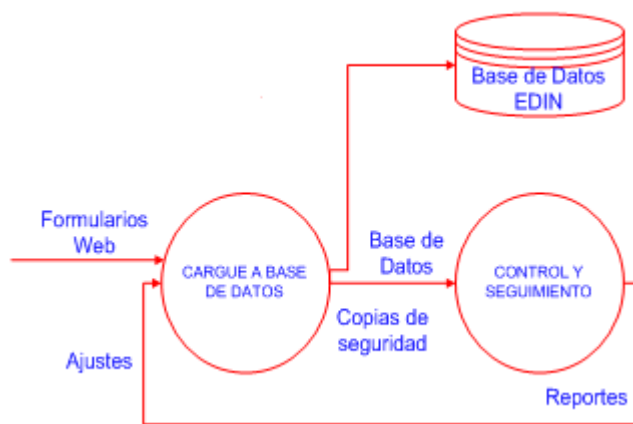 Base de Datos
EDIN
Formularios
Web
CARGUE A BASE
DE DATOS
Base de
Datos
CONTROL Y
SEGUIMIENTO
Copias de
seguridad
Ajustes
Reportes